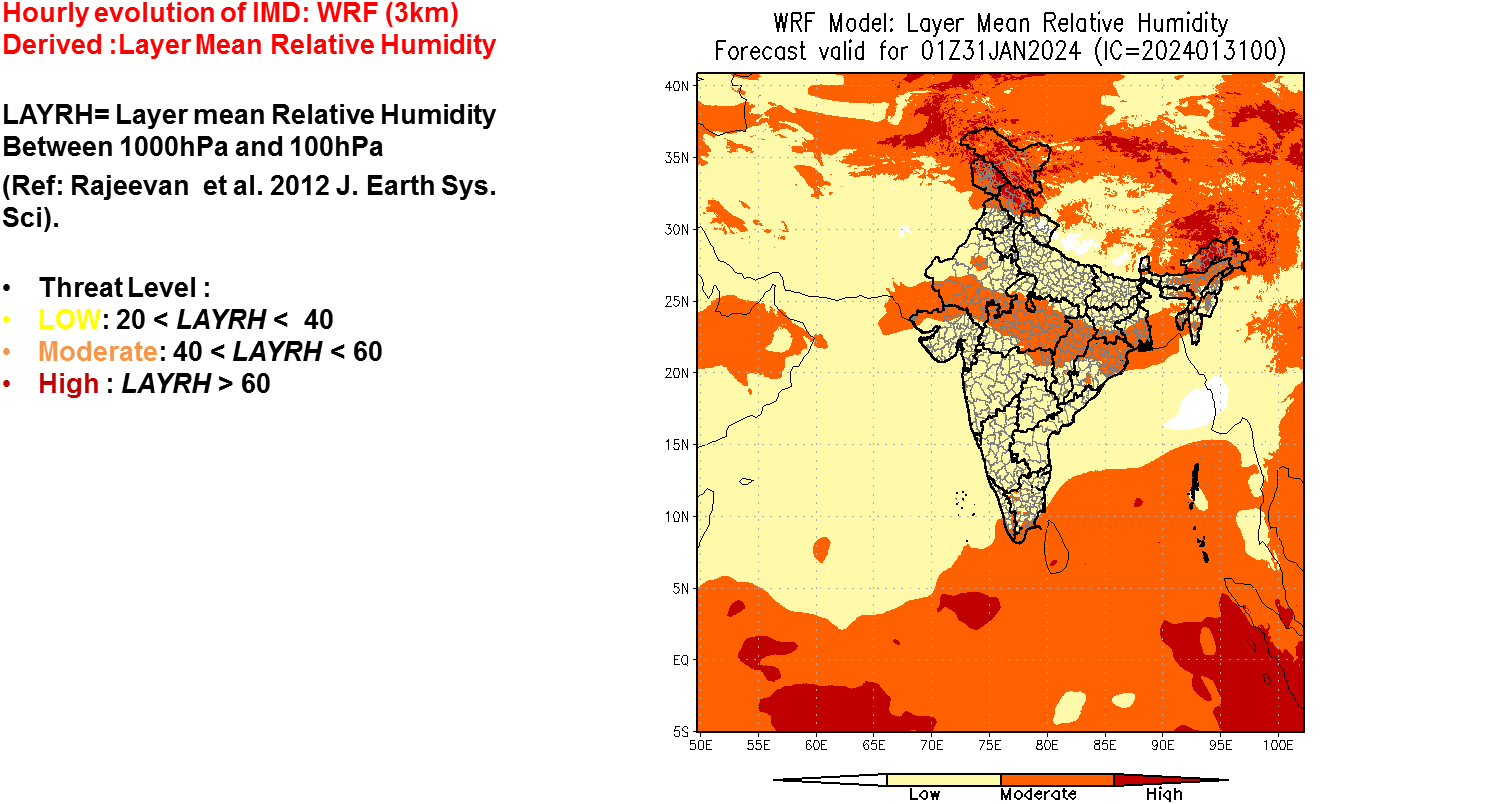 Hourly evolution of IMD: WRF (3km)
Derived :Layer Mean Relative Humidity
LAYRH= Layer mean Relative Humidity
Between 1000hPa and 100hPa
(Ref: Rajeevan et al. 2012 J. Earth Sys.
Sci).
• Threat Level :
• LOW: 20 < LAYRH < 40
• Moderate: 40 < LAYRH < 60
• High : LAYRH > 60
WRF Model: Layer Mean Relative Humidity
Forecast valid for 01Z31JAN2024 (IC=2024013100)
40N
35N
30N
25N
20N
15N
10N
5N
EQ
5S
50E 55E 60E 65E 70E 75E 80E 85E 90E 95E 100E
Low Moderate High